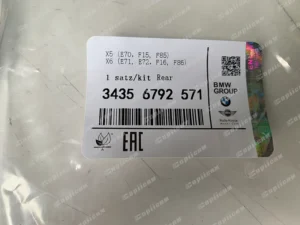 X5 (E70, F15, F85)
X6 (E71, E72, F16, F86)
1 satz/kit Rear
3435 6792 571
BMW
GROUP
EAC